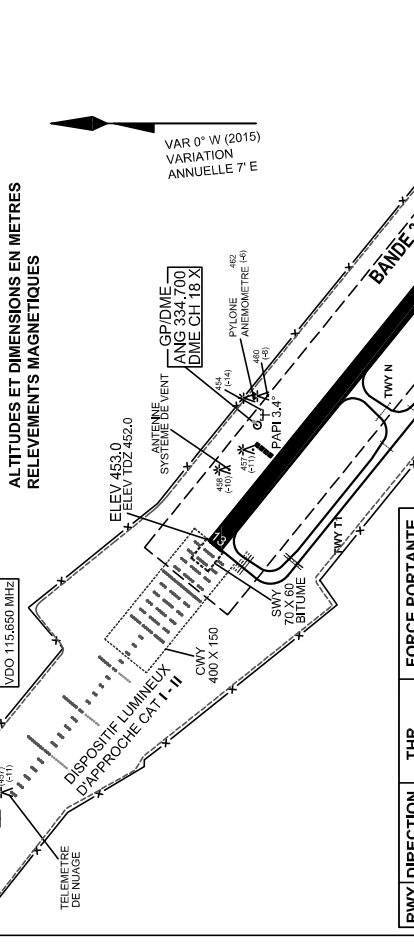 ALTITUDES ET DIMENSIONS EN METRES
RELEVEMENTS MAGNETIQUES
VAR 0° W (2015)
VARIATION
ANNUELLE 7' E
VDO 115.650 MHz
ELEV 453.0
ELEV TDZ 452.0
ANTENNE
SYSTEME DE VENT
GP/DME
ANG 334.700
DME CH 18 X
454
(-14)
PYLONE
ANEMOMETRE
462
(-6)
460
(-8)
458
(-10)
457
(-11)
PAPI 3.4°
BANDE
13
TWY N
TWY T1
SWY
70 X 60
BITUME
CWY
400 X 150
DISPOSITIF LUMINEUX
D'APPROCHE CAT I - II
(-11)
TELEMETRE
DE NUAGE
RWY
DIRECTION
THR
FORCE PORTANTE